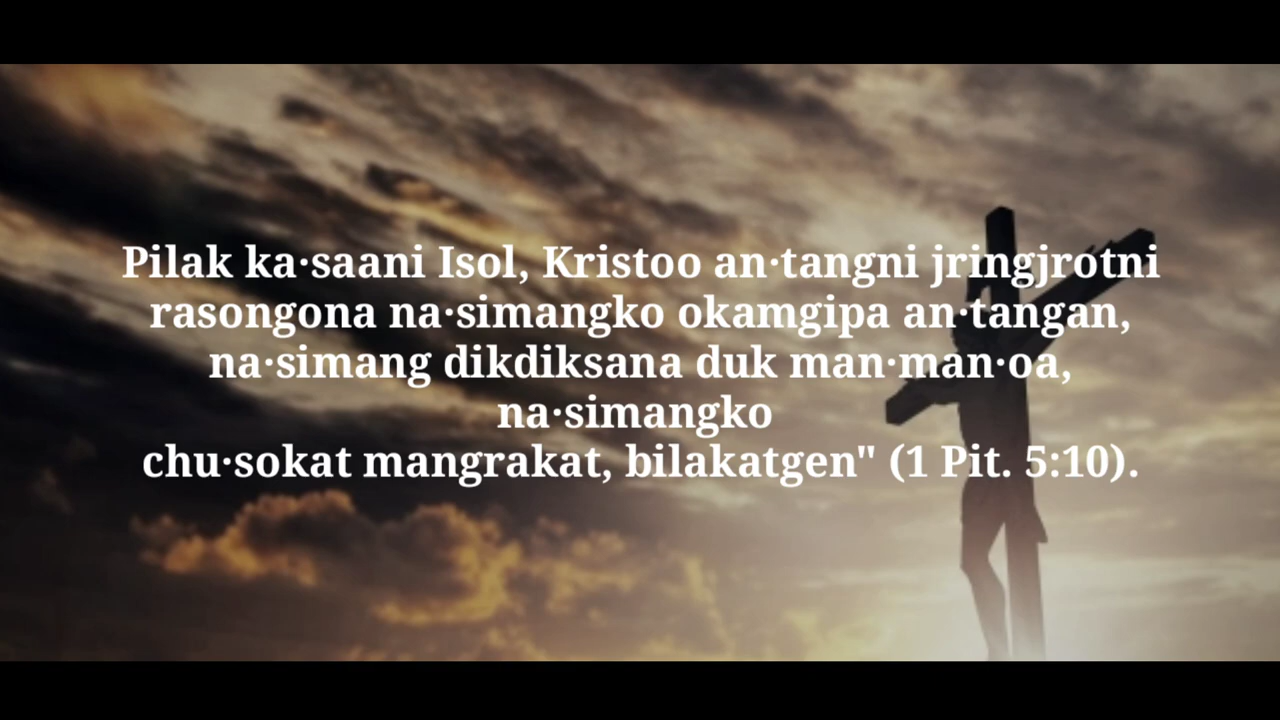 Pilak ka·saani Isol, Kristoo an·tangni jringjrotni
rasongona na·simangko okamgipa an·tangan,
na·simang dikdiksana duk man·man·oa,
na·simangko
chu·sokat mangrakat, bilakatgen" (1 Pit. 5:10).